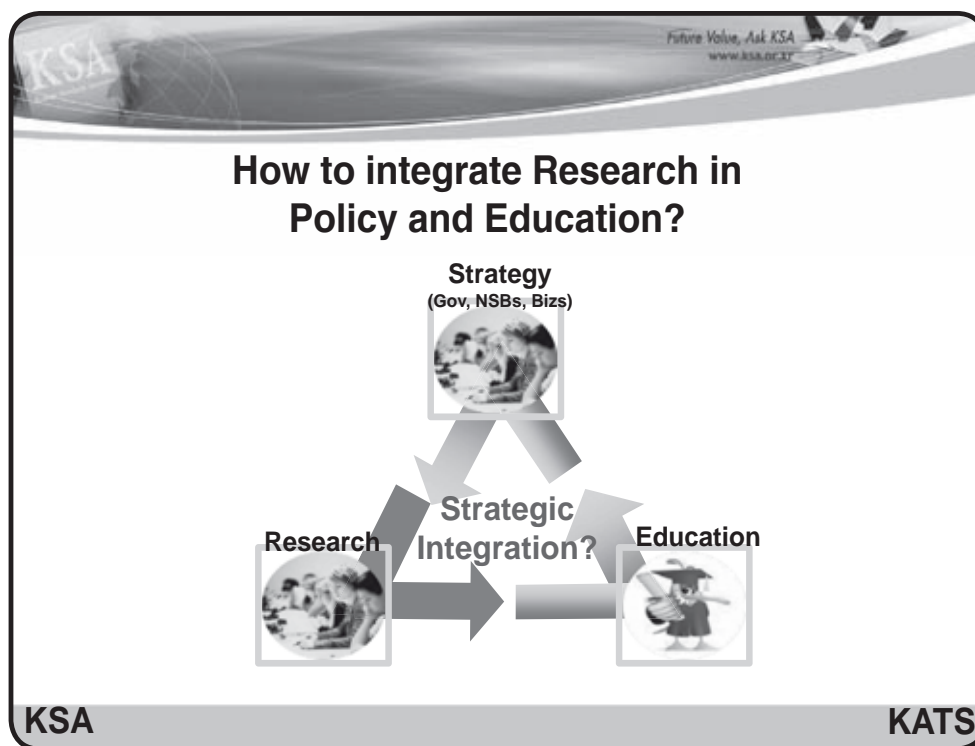 KSA
Future Value, Ask KSA
www.ksa.or.kr
How to integrate Research in
Policy and Education?
Strategy
(Gov, NSBs, Bizs)
Strategic
Integration?
Research
Education
KSA
KATS